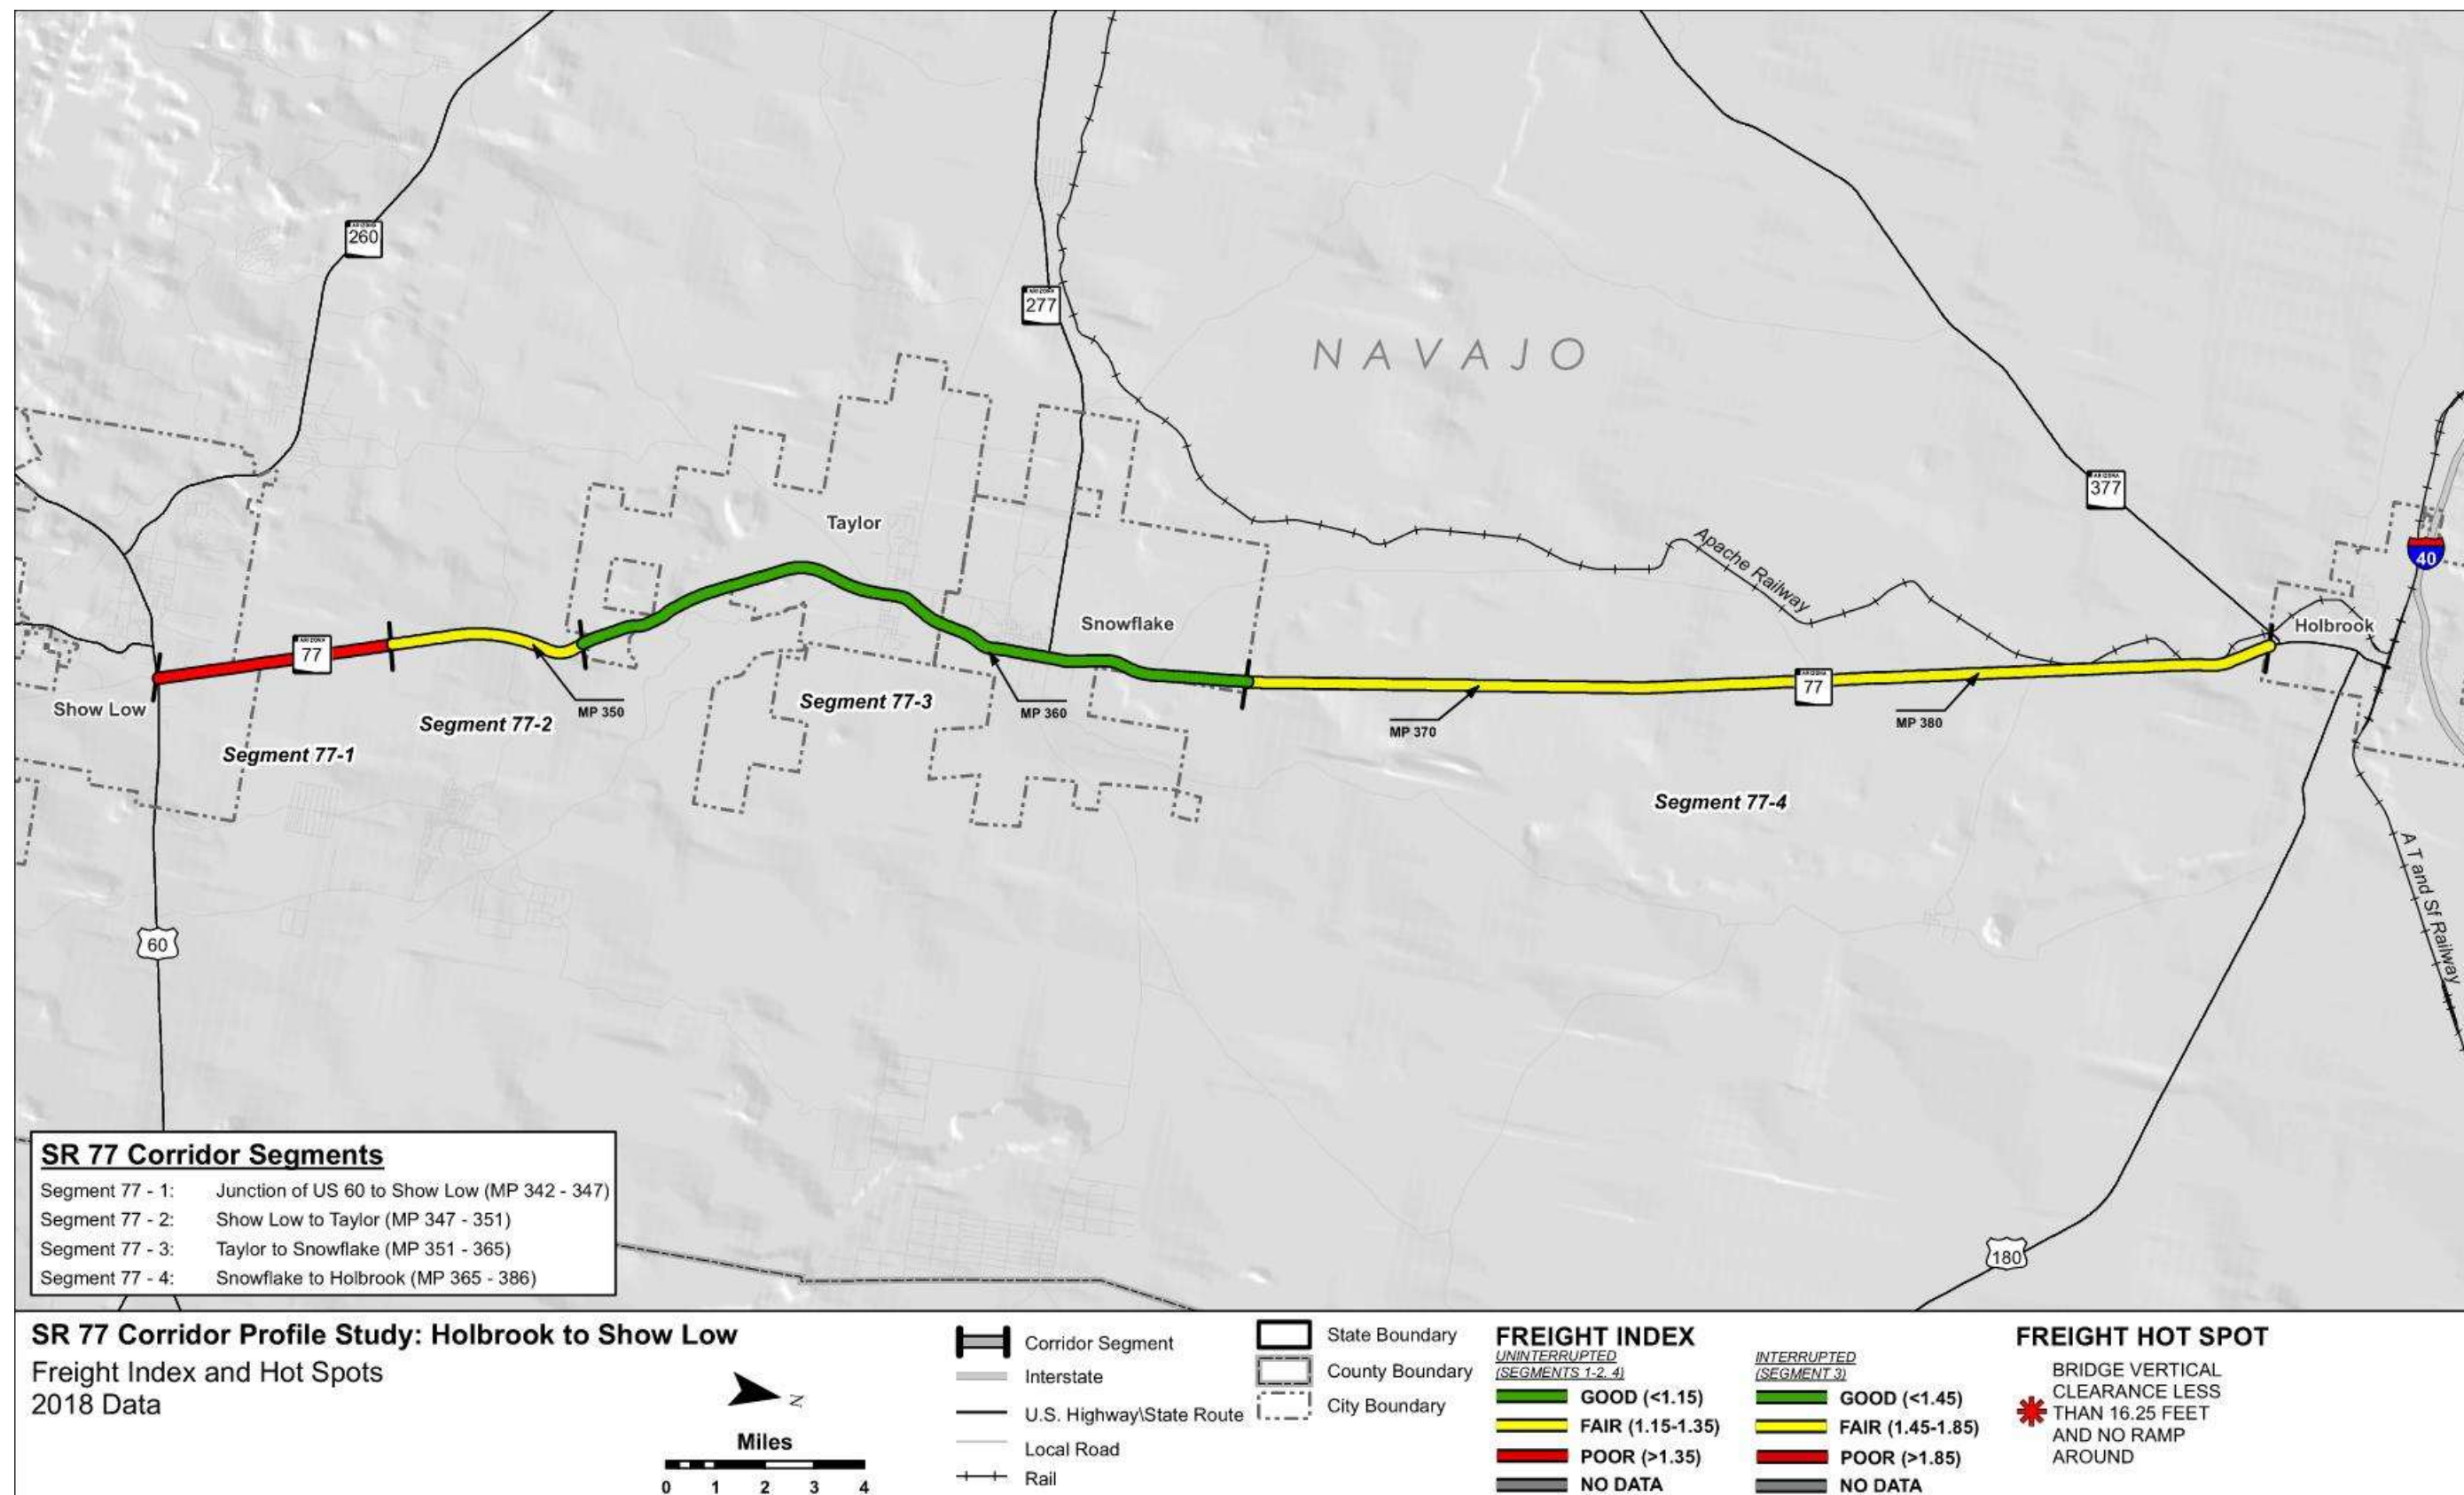 ARIZONA
260
ARIZONA
277
NAVAJO
ARIZONA
377
40
Taylor
Apache Railway
Snowflake
Holbrook
ARIZONA
77
ARIZONA
77
Show Low
Segment 77-1
Segment 77-2
MP 350
Segment 77-3
MP 360
MP 370
MP 380
Segment 77-4
A T and Sf Railway
60
180
SR 77 Corridor Segments
Segment 77 - 1: Junction of US 60 to Show Low (MP 342 - 347)
Segment 77 - 2: Show Low to Taylor (MP 347 - 351)
Segment 77 - 3: Taylor to Snowflake (MP 351 - 365)
Segment 77 - 4: Snowflake to Holbrook (MP 365 - 386)
SR 77 Corridor Profile Study: Holbrook to Show Low
Freight Index and Hot Spots
2018 Data
N
Miles
0 1 2 3 4
Corridor Segment
Interstate
U.S. Highway\State Route
Local Road
Rail
State Boundary
County Boundary
City Boundary
FREIGHT INDEX
UNINTERRUPTED
(SEGMENTS 1-2, 4)
GOOD (<1.15)
FAIR (1.15-1.35)
POOR (>1.35)
NO DATA
INTERRUPTED
(SEGMENT 3)
GOOD (<1.45)
FAIR (1.45-1.85)
POOR (>1.85)
NO DATA
FREIGHT HOT SPOT
BRIDGE VERTICAL
CLEARANCE LESS
THAN 16.25 FEET
AND NO RAMP
AROUND